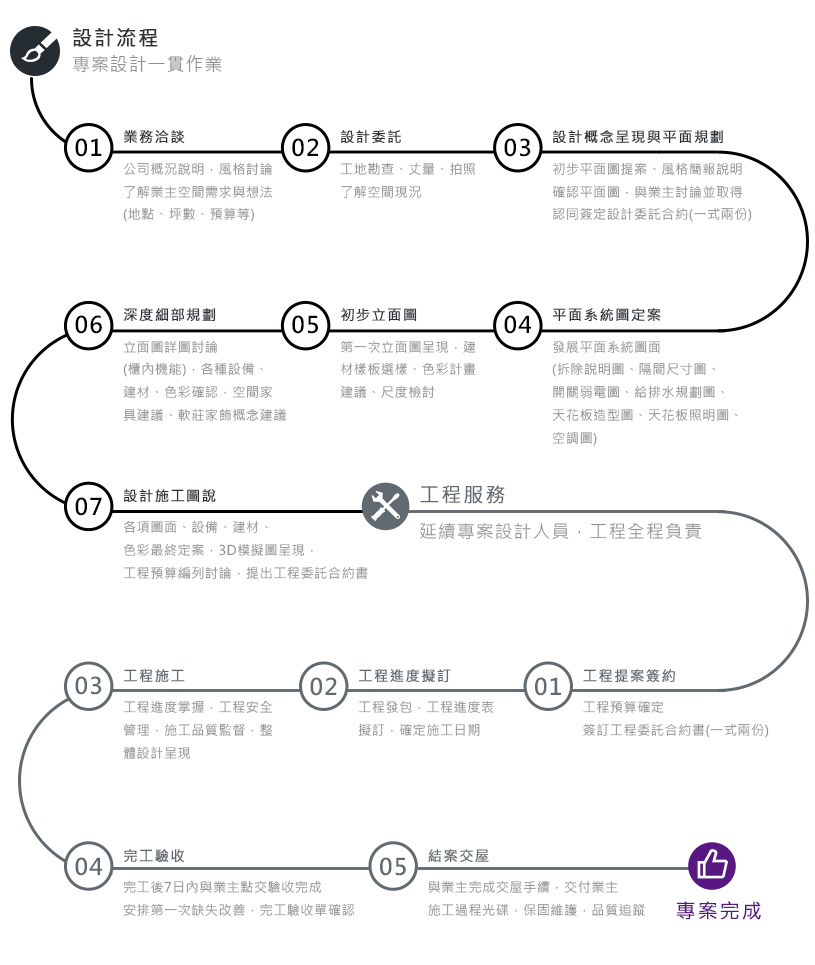 設計流程
專案設計一貫作業
01
業務洽談
公司概況說明．風格討論
了解業主空間需求與想法
(地點、坪數、預算等)
02
設計委託
工地勘查、丈量、拍照
了解空間現況
03
設計概念呈現與平面規劃
初步平面圖提案、風格簡報說明
確認平面圖．與業主討論並取得
認同簽定設計委託合約(一式兩份)
04
平面系統圖定案
發展平面系統圖面
(拆除說明圖、隔間尺寸圖、
開關弱電圖、給排水規劃圖、
天花板造型圖、天花板照明圖、
空調圖)
05
初步立面圖
第一次立面圖呈現．建
材樣板選樣、色彩計畫
建議、尺度檢討
06
深度細部規劃
立面圖詳圖討論
(櫃內機能)．各種設備、
建材、色彩確認．空間家
具建議、軟莊家飾概念建議
07
設計施工圖說
各項圖面、設備、建材、
色彩最終定案．3D模擬圖呈現．
工程預算編列討論．提出工程委託合約書
工程服務
延續專案設計人員．工程全程負責
01
工程提案簽約
工程預算確定
簽訂工程委託合約書(一式兩份)
02
工程進度擬訂
工程發包．工程進度表
擬訂．確定施工日期
03
工程施工
工程進度掌握．工程安全
管理．施工品質監督．整
體設計呈現
04
完工驗收
完工後7日內與業主點交驗收完成
安排第一次缺失改善．完工驗收單確認
05
結案交屋
與業主完成交屋手續．交付業主
施工過程光碟．保固維護．品質追蹤
專案完成